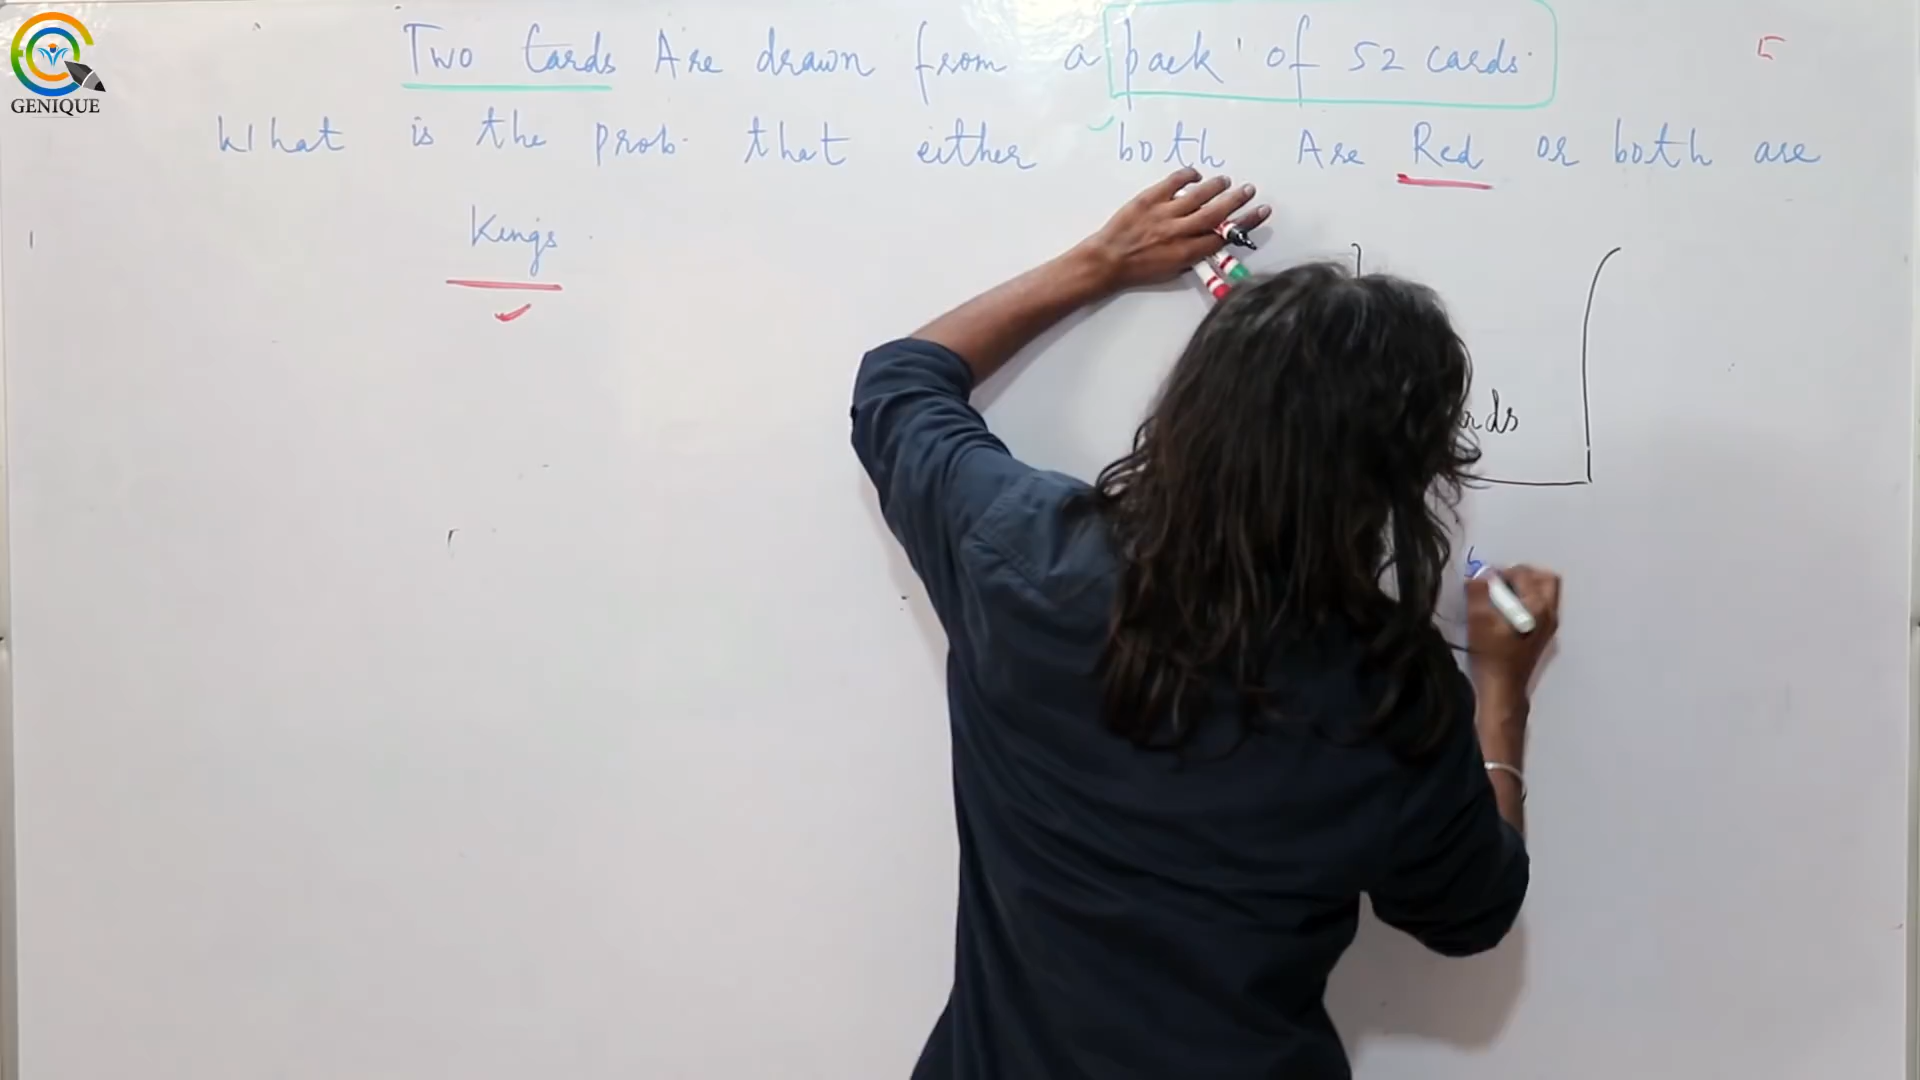 GENIQUE
Two Cards Are drawn from a pack of 52 cards.
What is the prob. that either both Are Red or both are
Kings